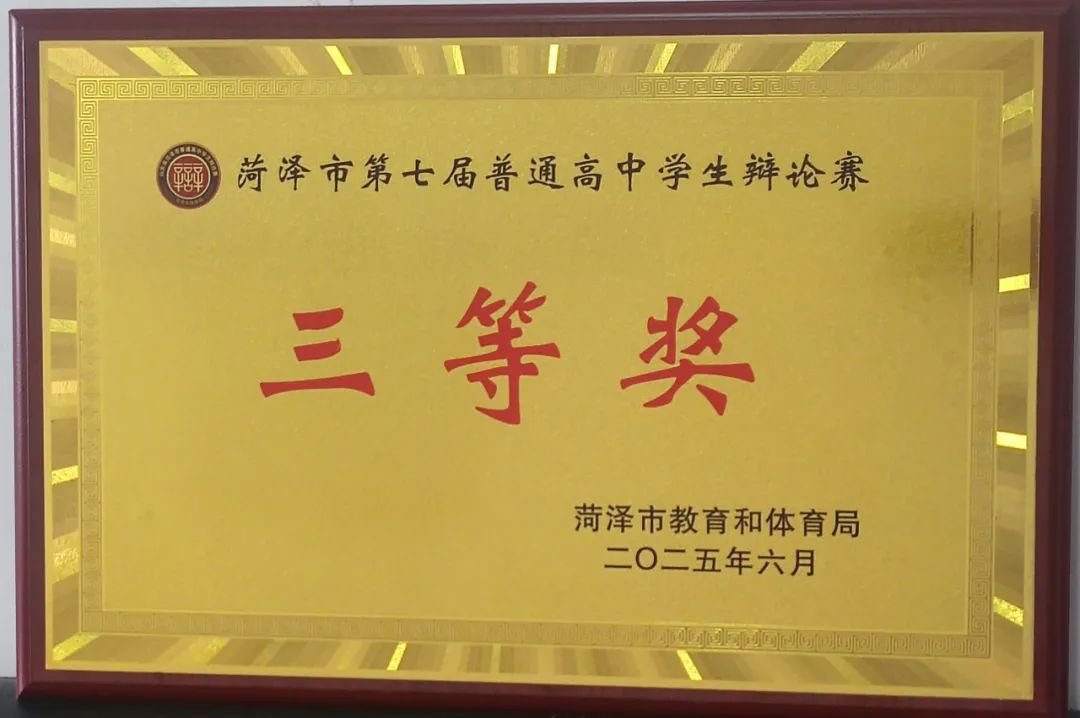 菏泽市第七届普通高中学生辩论赛
三等奖
菏泽市教育和体育局
二〇二五年六月